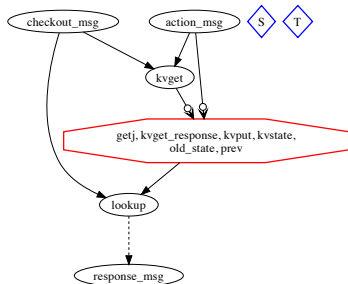 checkout_msg
action_msg
S
T
kvget
getj, kvget_response, kvput, kvstate,
old_state, prev
lookup
response_msg